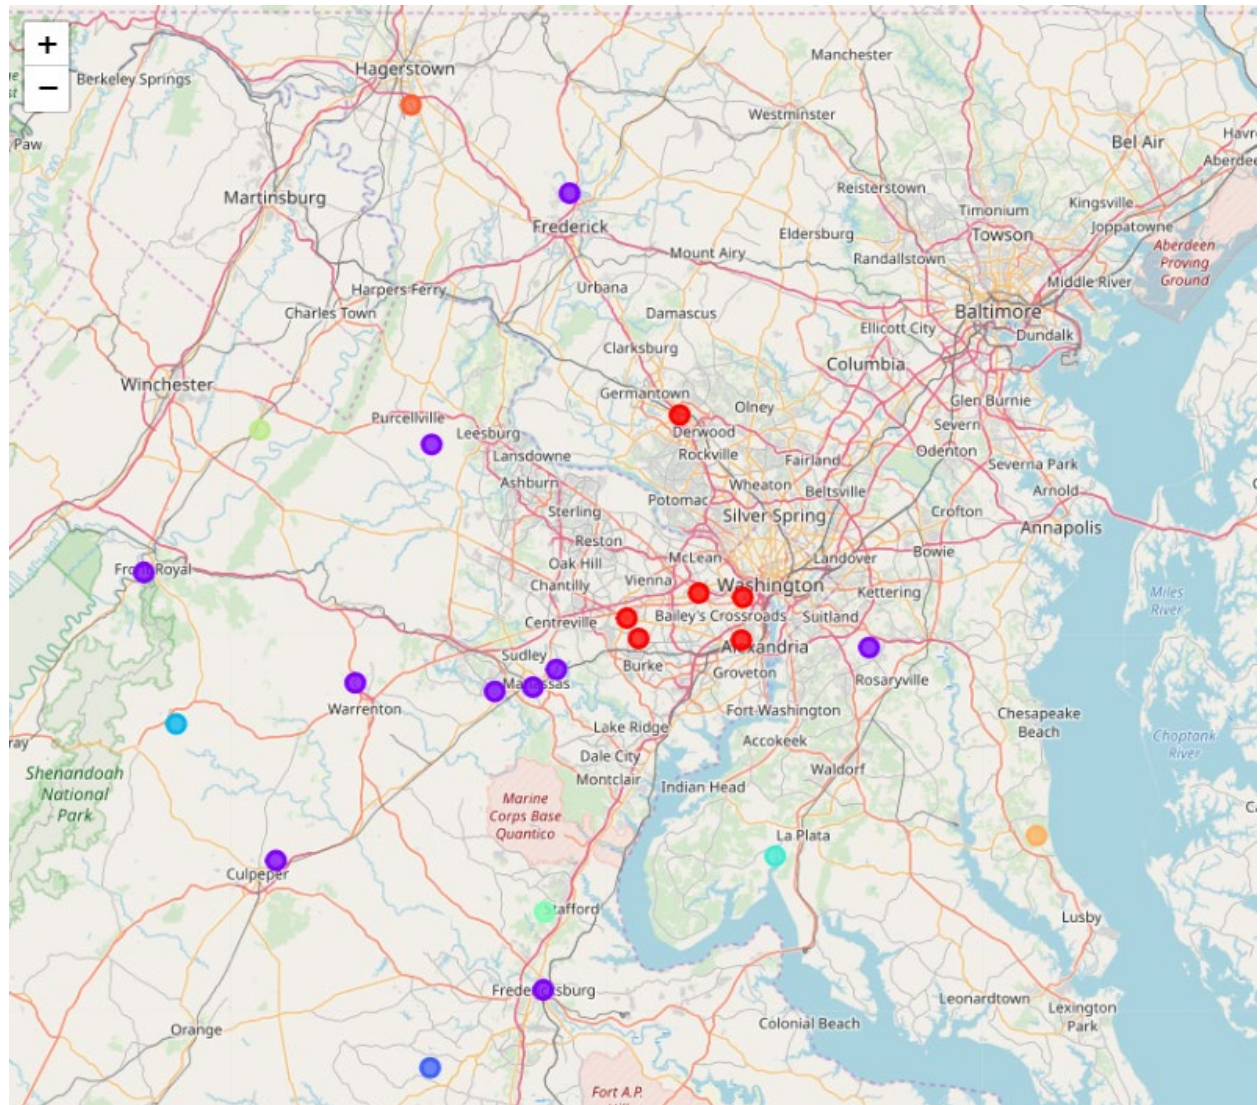 +
−
Manchester
Hagerstown
Berkeley Springs
Westminster
Bel Air
Paw
Reisterstown
Martinsburg
Kingsville
Timonium
Joppatowne
Frederick
Eldersburg
Towson
Aberdeen
Proving
Ground
Mount Airy
Randallstown
Middle River
Harpers Ferry
Urbana
Charles Town
Damascus
Baltimore
Ellicott City
Dundalk
Clarksburg
Columbia
Winchester
Germantown
Glen Burnie
Olney
Purcellville
Severn
Leesburg
Derwood
Rockville
Odenton
Lansdowne
Fairland
Severna Park
Ashburn
Wheaton
Beltsville
Arnold
Potomac
Sterling
Silver Spring
Crofton
Annapolis
Reston
McLean
Landover
Bowie
Oak Hill
Front Royal
Vienna
Washington
Chantilly
Kettering
Miles
River
Centreville
Bailey's Crossroads
Suitland
Alexandria
Sudley
Burke
Groveton
Rosaryville
Manassas
Warrenton
Fort Washington
Chesapeake
Beach
Lake Ridge
Accokeek
Choptank
River
Dale City
Waldorf
Shenandoah
National
Park
Montclair
Indian Head
Marine
Corps Base
Quantico
La Plata
Culpeper
Stafford
Lusby
Fredericksburg
Leonardtown
Lexington
Park
Orange
Colonial Beach
Fort A.P.